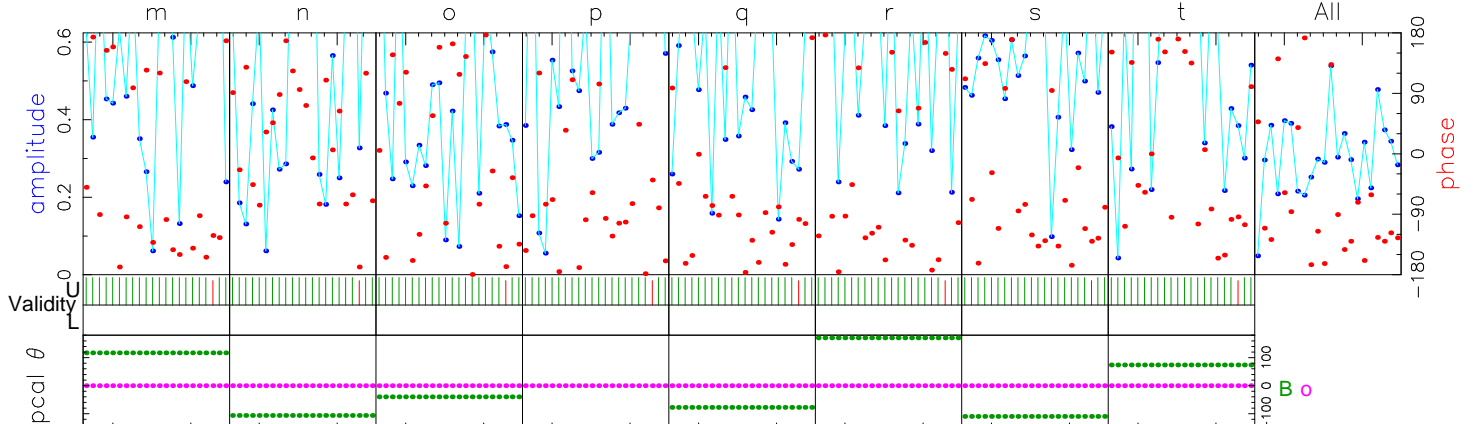 m n o p q r s t All
0.6 180
0.4 90
amplitude 0 phase
0.2 −90
0 −180
U
Validity
L
pcal θ 100
0 B o
−100